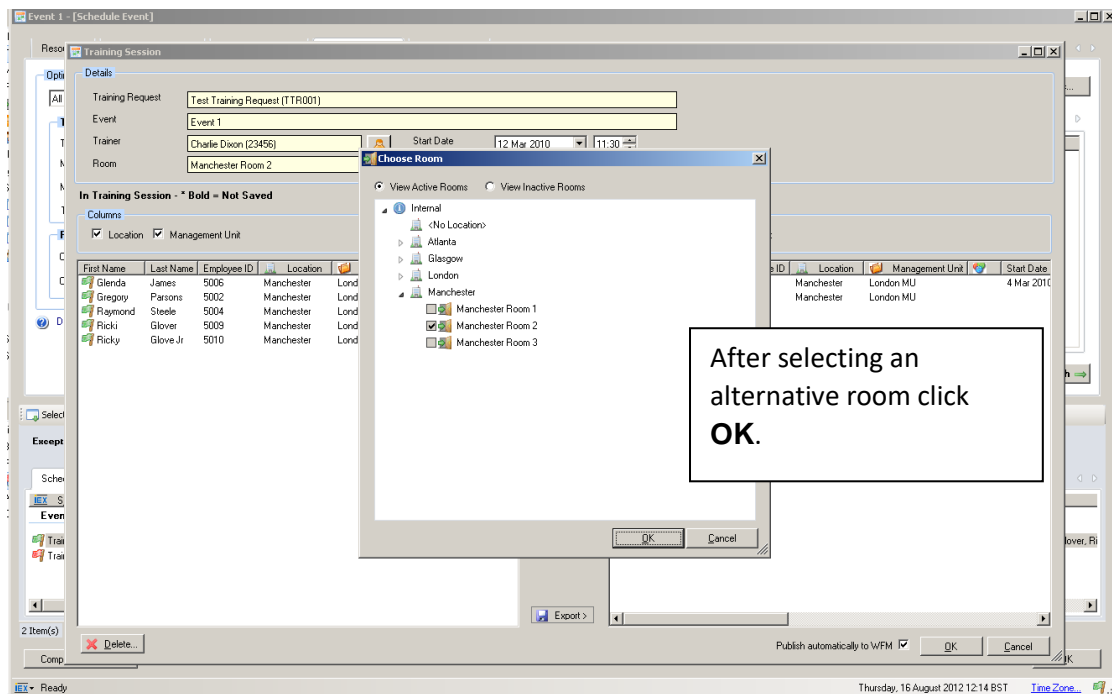 Event 1 - [Schedule Event]
Training Session
Details
Training Request
Test Training Request (TTR001)
Event
Event 1
Trainer
Charlie Dixon (23456)
Start Date
12 Mar 2010
11:30
Room
Manchester Room 2
In Training Session - * Bold = Not Saved
Columns
Location
Management Unit
First Name Last Name Employee ID Location
Glenda James 5006 Manchester
Gregory Parsons 5002 Manchester
Raymond Steele 5004 Manchester
Ricki Glover 5009 Manchester
Ricky Glove Jr 5010 Manchester
Choose Room
View Active Rooms
View Inactive Rooms
Internal
<No Location>
Atlanta
Glasgow
London
Manchester
Manchester Room 1
Manchester Room 2
Manchester Room 3
OK
Cancel
Location Management Unit Start Date
Manchester London MU 4 Mar 2010
Manchester London MU
After selecting an
alternative room click
OK.
Export >
Delete...
Publish automatically to WFM
OK
Cancel
2 Item(s)
IEX
Ready
Thursday, 16 August 2012 12:14 BST
Time Zone...